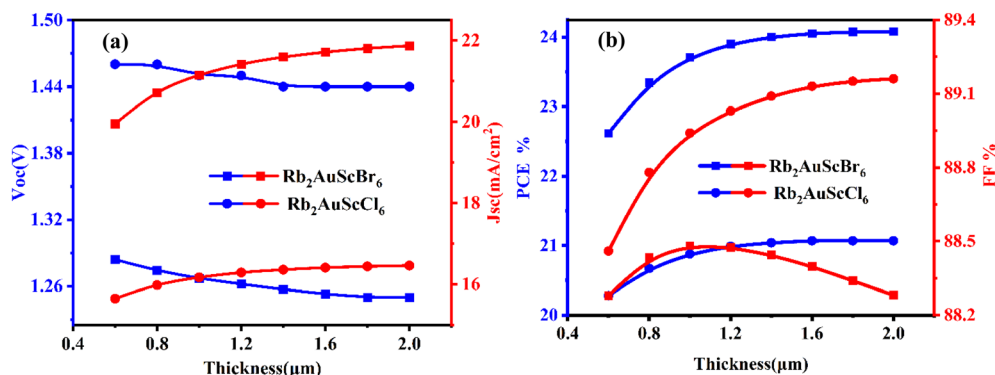 (a)
Voc(V)
1.50
1.44
1.38
1.32
1.26
Jsc(mA/cm²)
22
20
18
16
14
Rb₂AuScBr₆
Rb₂AuScCl₆
0.4 0.8 1.2 1.6 2.0
Thickness(μm)
(b)
PCE %
24
23
22
21
20
FF %
89.4
89.1
88.8
88.5
88.2
Rb₂AuScBr₆
Rb₂AuScCl₆
0.4 0.8 1.2 1.6 2.0
Thickness(μm)